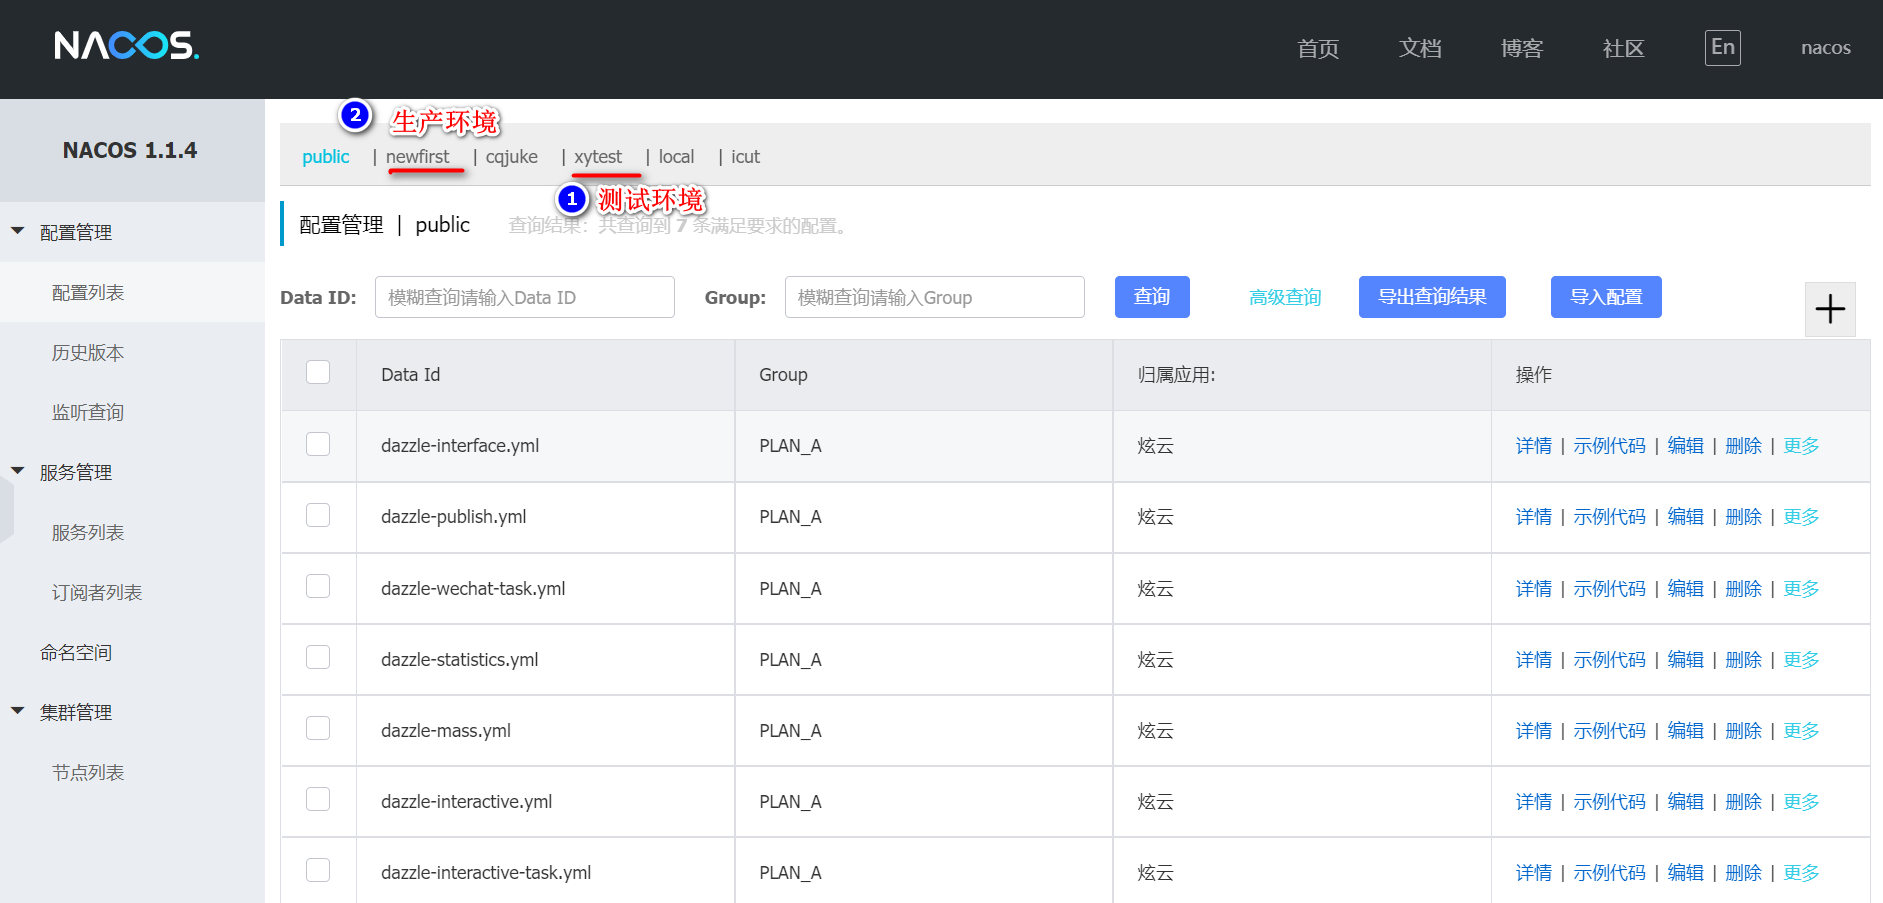 NACOS. 首页 文档 博客 社区 En nacos
NACOS 1.1.4
配置管理
配置列表
历史版本
监听查询
服务管理
服务列表
订阅者列表
命名空间
集群管理
节点列表
2 生产环境
public | newfirst | cqjuke | xytest | local | icut
1 测试环境
配置管理 | public 查询结果：共查询到 7 条满足要求的配置。
Data ID: 模糊查询请输入Data ID Group: 模糊查询请输入Group 查询 高级查询 导出查询结果 导入配置
Data Id Group 归属应用: 操作
dazzle-interface.yml PLAN_A 炫云 详情 | 示例代码 | 编辑 | 删除 | 更多
dazzle-publish.yml PLAN_A 炫云 详情 | 示例代码 | 编辑 | 删除 | 更多
dazzle-wechat-task.yml PLAN_A 炫云 详情 | 示例代码 | 编辑 | 删除 | 更多
dazzle-statistics.yml PLAN_A 炫云 详情 | 示例代码 | 编辑 | 删除 | 更多
dazzle-mass.yml PLAN_A 炫云 详情 | 示例代码 | 编辑 | 删除 | 更多
dazzle-interactive.yml PLAN_A 炫云 详情 | 示例代码 | 编辑 | 删除 | 更多
dazzle-interactive-task.yml PLAN_A 炫云 详情 | 示例代码 | 编辑 | 删除 | 更多